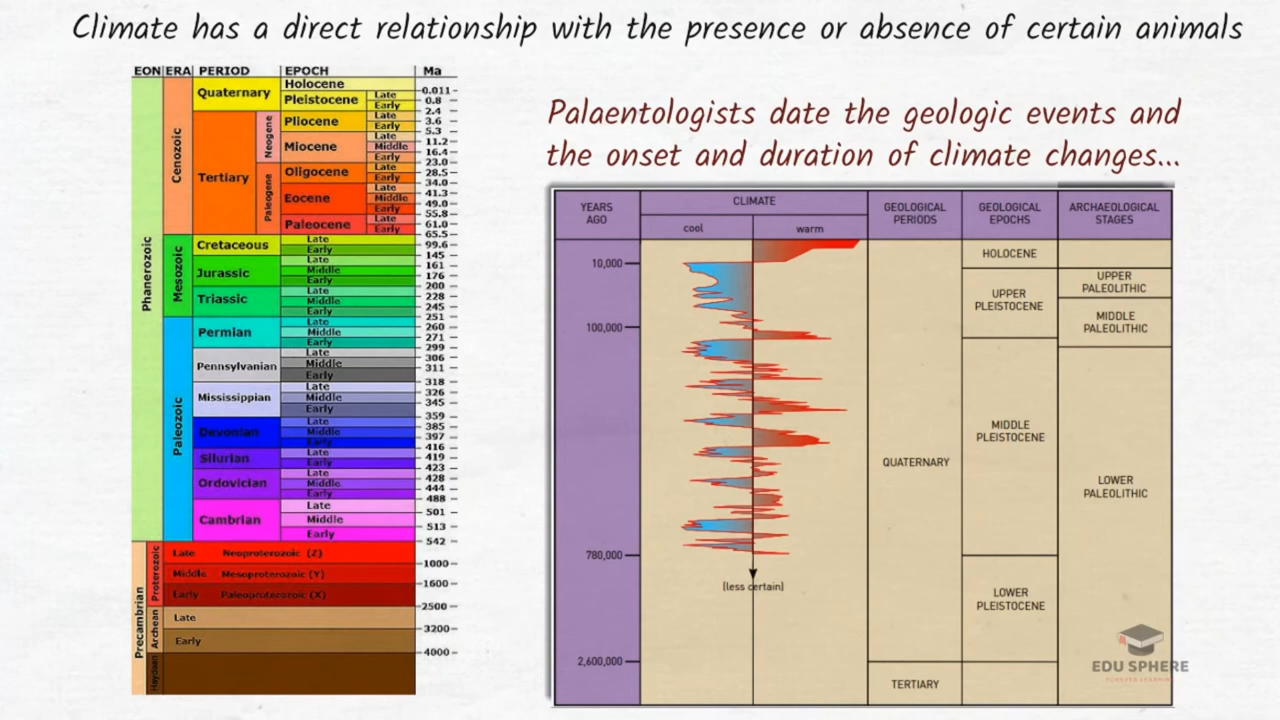 Climate has a direct relationship with the presence or absence of certain animals
EON ERA PERIOD EPOCH Ma
Phanerozoic
Cenozoic
Quaternary
Holocene
Pleistocene
Late
Early
Tertiary
Neogene
Pliocene
Late
Early
Miocene
Late
Middle
Early
Paleogene
Oligocene
Late
Early
Eocene
Late
Middle
Early
Paleocene
Late
Early
Mesozoic
Cretaceous
Late
Early
Jurassic
Late
Middle
Early
Triassic
Late
Middle
Early
Paleozoic
Permian
Late
Middle
Early
Pennsylvanian
Late
Middle
Early
Mississippian
Late
Middle
Early
Devonian
Late
Middle
Early
Silurian
Late
Early
Ordovician
Late
Middle
Early
Cambrian
Late
Middle
Early
Precambrian
Proterozoic
Late Neoproterozoic (Z)
Middle Mesoproterozoic (Y)
Early Paleoproterozoic (X)
Archean
Late
Early
0.011
0.8
2.4
3.6
5.3
11.2
16.4
23.0
28.5
34.0
41.3
49.0
55.8
61.0
65.5
99.6
145
161
176
200
228
245
251
260
271
299
306
311
318
326
345
359
385
397
416
419
423
428
444
488
501
513
542
1000
1600
2500
3200
4000
Palaentologists date the geologic events and
the onset and duration of climate changes...
YEARS
AGO
CLIMATE
cool warm
GEOLOGICAL
PERIODS
GEOLOGICAL
EPOCHS
ARCHAEOLOGICAL
STAGES
10,000
100,000
780,000
2,600,000
(less certain)
QUATERNARY
TERTIARY
HOLOCENE
UPPER
PLEISTOCENE
MIDDLE
PLEISTOCENE
LOWER
PLEISTOCENE
UPPER
PALEOLITHIC
MIDDLE
PALEOLITHIC
LOWER
PALEOLITHIC
EDU SPHERE
FOREVER LEARNING